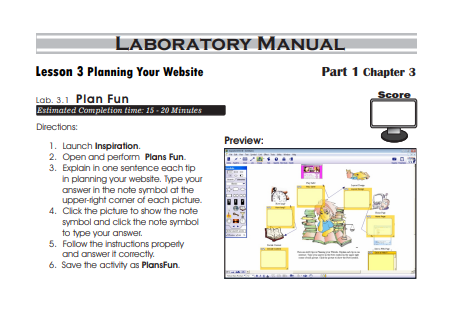 LABORATORY MANUAL
Lesson 3 Planning Your Website
Part 1 Chapter 3
Lab. 3.1 Plan Fun
Score
Estimated Completion time: 15 - 20 Minutes
Directions:
Preview:
1. Launch Inspiration.
2. Open and perform Plans Fun.
3. Explain in one sentence each tip
in planning your website. Type your
answer in the note symbol at the
upper-right corner of each picture.
4. Click the picture to show the note
symbol and click the note symbol
to type your answer.
5. Follow the instructions properly
and answer it correctly.
6. Save the activity as PlansFun.